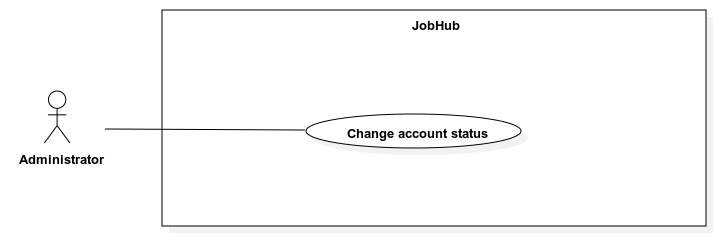 JobHub
Change account status
Administrator